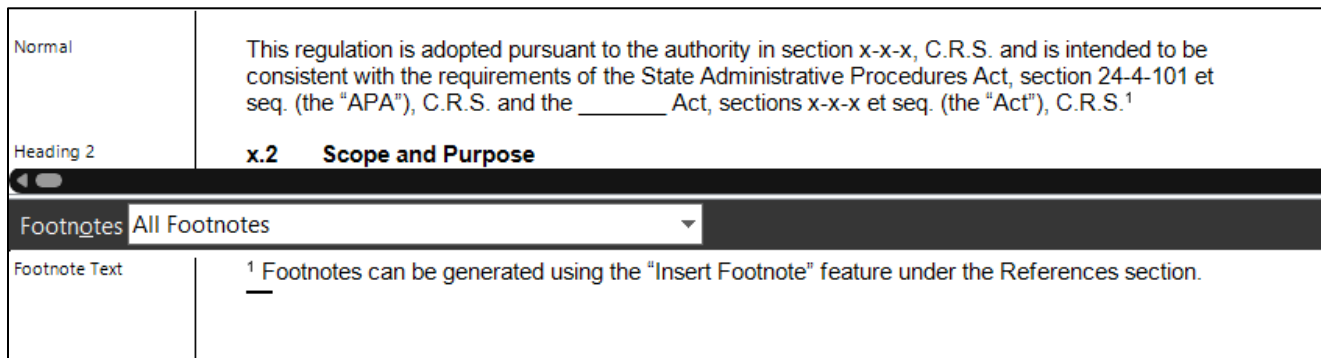 Normal
This regulation is adopted pursuant to the authority in section x-x-x, C.R.S. and is intended to be
consistent with the requirements of the State Administrative Procedures Act, section 24-4-101 et
seq. (the “APA”), C.R.S. and the _______ Act, sections x-x-x et seq. (the “Act”), C.R.S.¹
Heading 2
x.2 Scope and Purpose
Footnotes All Footnotes
Footnote Text
¹ Footnotes can be generated using the “Insert Footnote” feature under the References section.